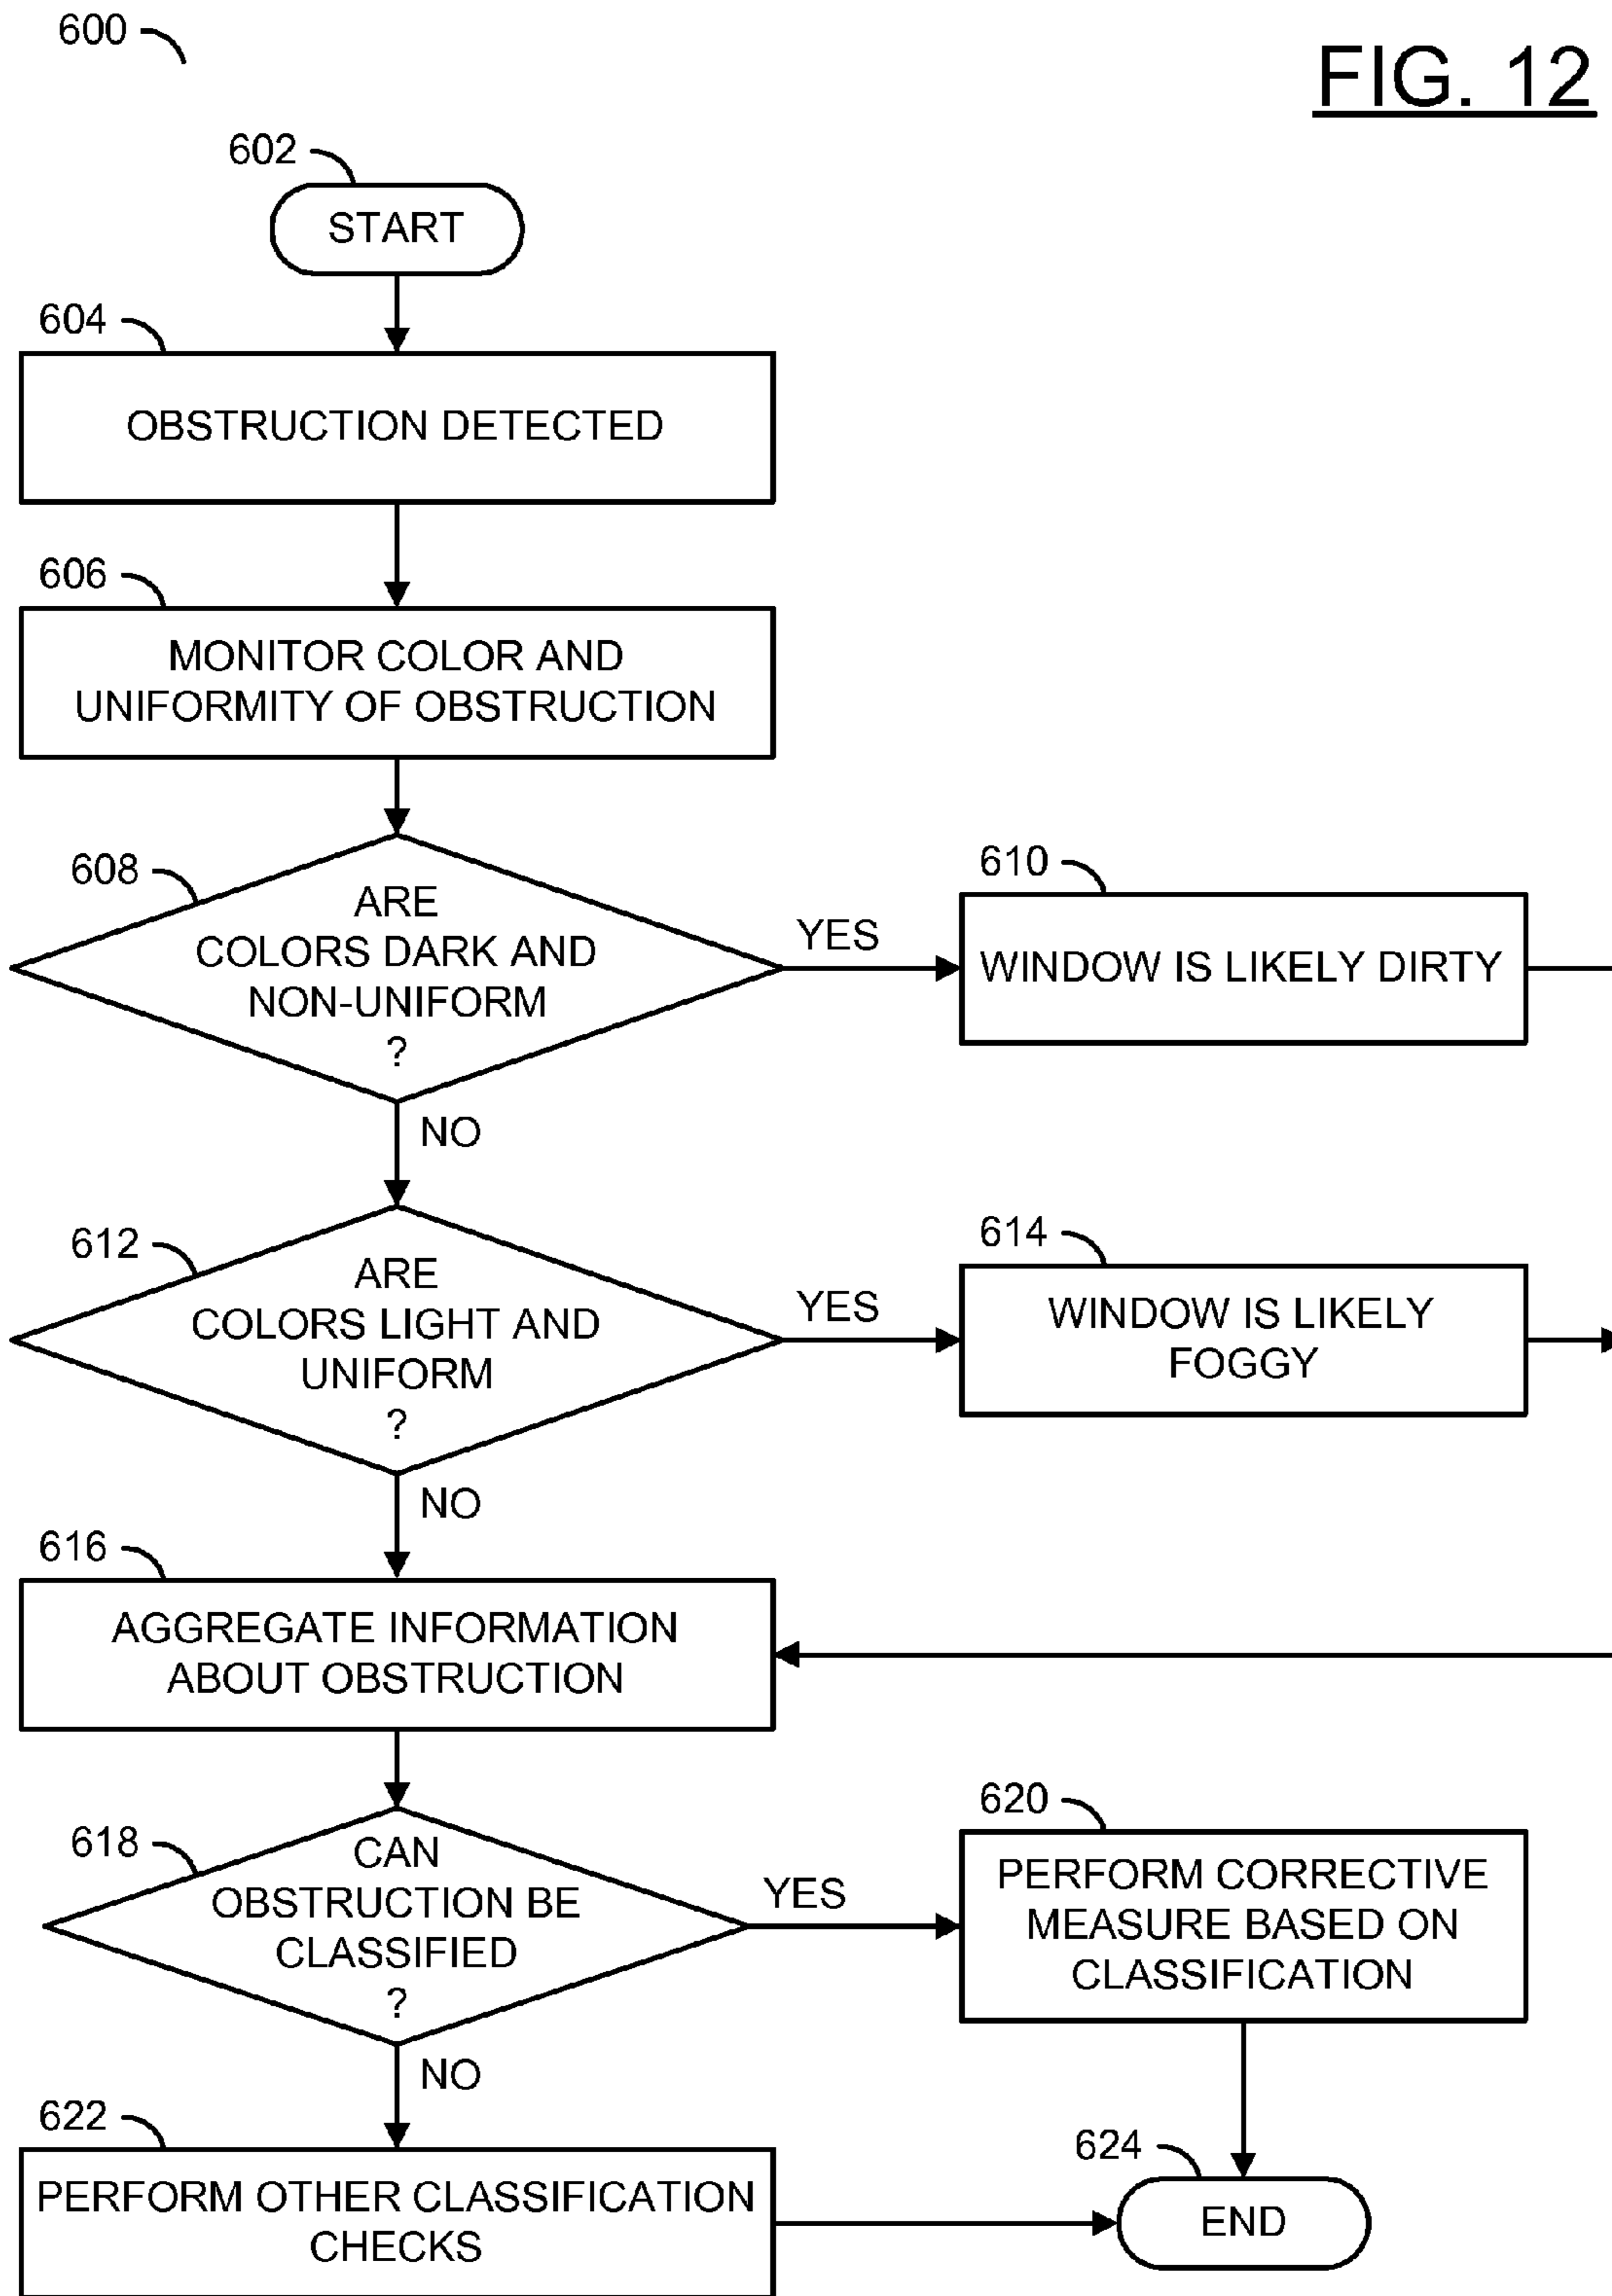 600
FIG. 12
602
START
604
OBSTRUCTION DETECTED
606
MONITOR COLOR AND
UNIFORMITY OF OBSTRUCTION
608
ARE
COLORS DARK AND
NON-UNIFORM
?
YES
610
WINDOW IS LIKELY DIRTY
NO
612
ARE
COLORS LIGHT AND
UNIFORM
?
YES
614
WINDOW IS LIKELY
FOGGY
NO
616
AGGREGATE INFORMATION
ABOUT OBSTRUCTION
618
CAN
OBSTRUCTION BE
CLASSIFIED
?
YES
620
PERFORM CORRECTIVE
MEASURE BASED ON
CLASSIFICATION
NO
622
PERFORM OTHER CLASSIFICATION
CHECKS
624
END